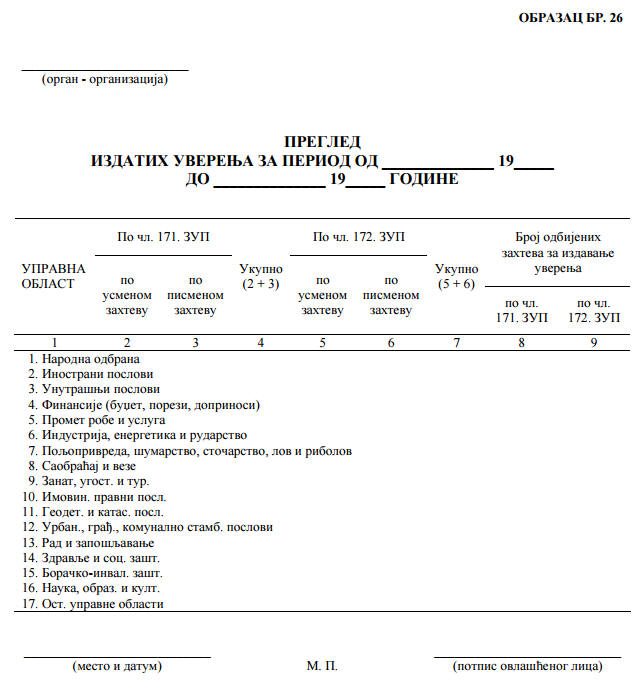 ОБРАЗАЦ БР. 26
____________________
(орган - организација)
ПРЕГЛЕД
ИЗДАТИХ УВЕРЕЊА ЗА ПЕРИОД ОД ______________ 19_____
ДО ______________ 19_____ ГОДИНЕ
УПРАВНА ОБЛАСТ
По чл. 171. ЗУП
по усменом захтеву
по писменом захтеву
Укупно (2 + 3)
По чл. 172. ЗУП
по усменом захтеву
по писменом захтеву
Укупно (5 + 6)
Број одбијених захтева за издавање уверења
по чл. 171. ЗУП
по чл. 172. ЗУП
1 2 3 4 5 6 7 8 9
1. Народна одбрана
2. Инострани послови
3. Унутрашњи послови
4. Финансије (буџет, порези, доприноси)
5. Промет робе и услуга
6. Индустрија, енергетика и рударство
7. Пољопривреда, шумарство, сточарство, лов и риболов
8. Саобраћај и везе
9. Занат, угост. и тур.
10. Имовин. правни посл.
11. Геодет. и катас. посл.
12. Урбан., грађ., комунално стамб. послови
13. Рад и запошљавање
14. Здравље и соц. зашт.
15. Борачко-инвал. зашт.
16. Наука, образ. и култ.
17. Ост. управне области
______________________ ______________________
(место и датум) М. П. (потпис овлашћеног лица)